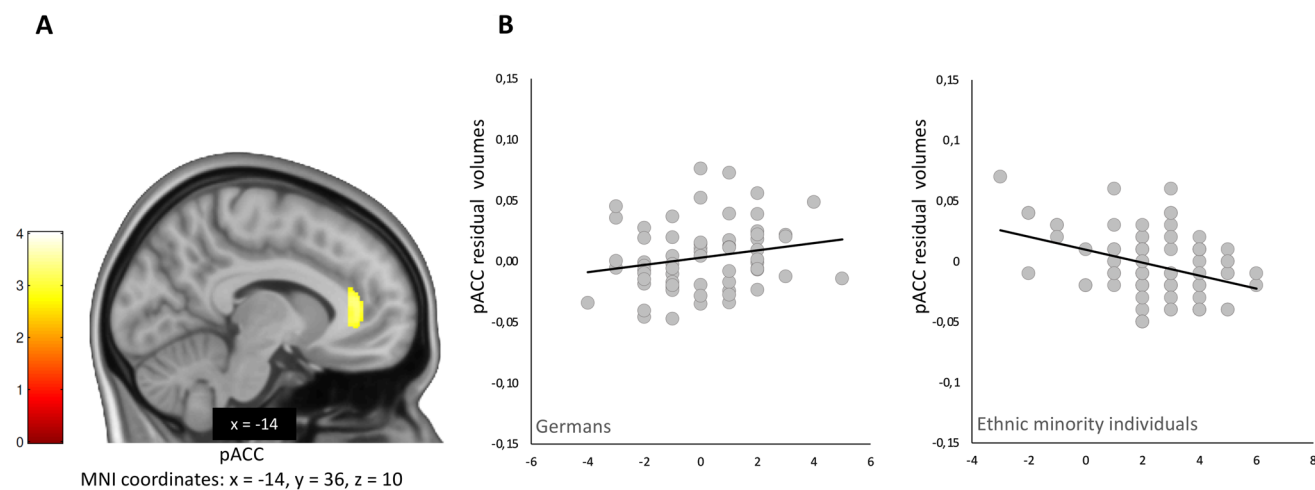 A
4
3
2
1
0
x = -14
pACC
MNI coordinates: x = -14, y = 36, z = 10
B
pACC residual volumes
0,15
0,10
0,05
0,00
-0,05
-0,10
-0,15
Germans
-6 -4 -2 0 2 4 6
pACC residual volumes
0,15
0,1
0,05
0
-0,05
-0,1
-0,15
Ethnic minority individuals
-4 -2 0 2 4 6 8